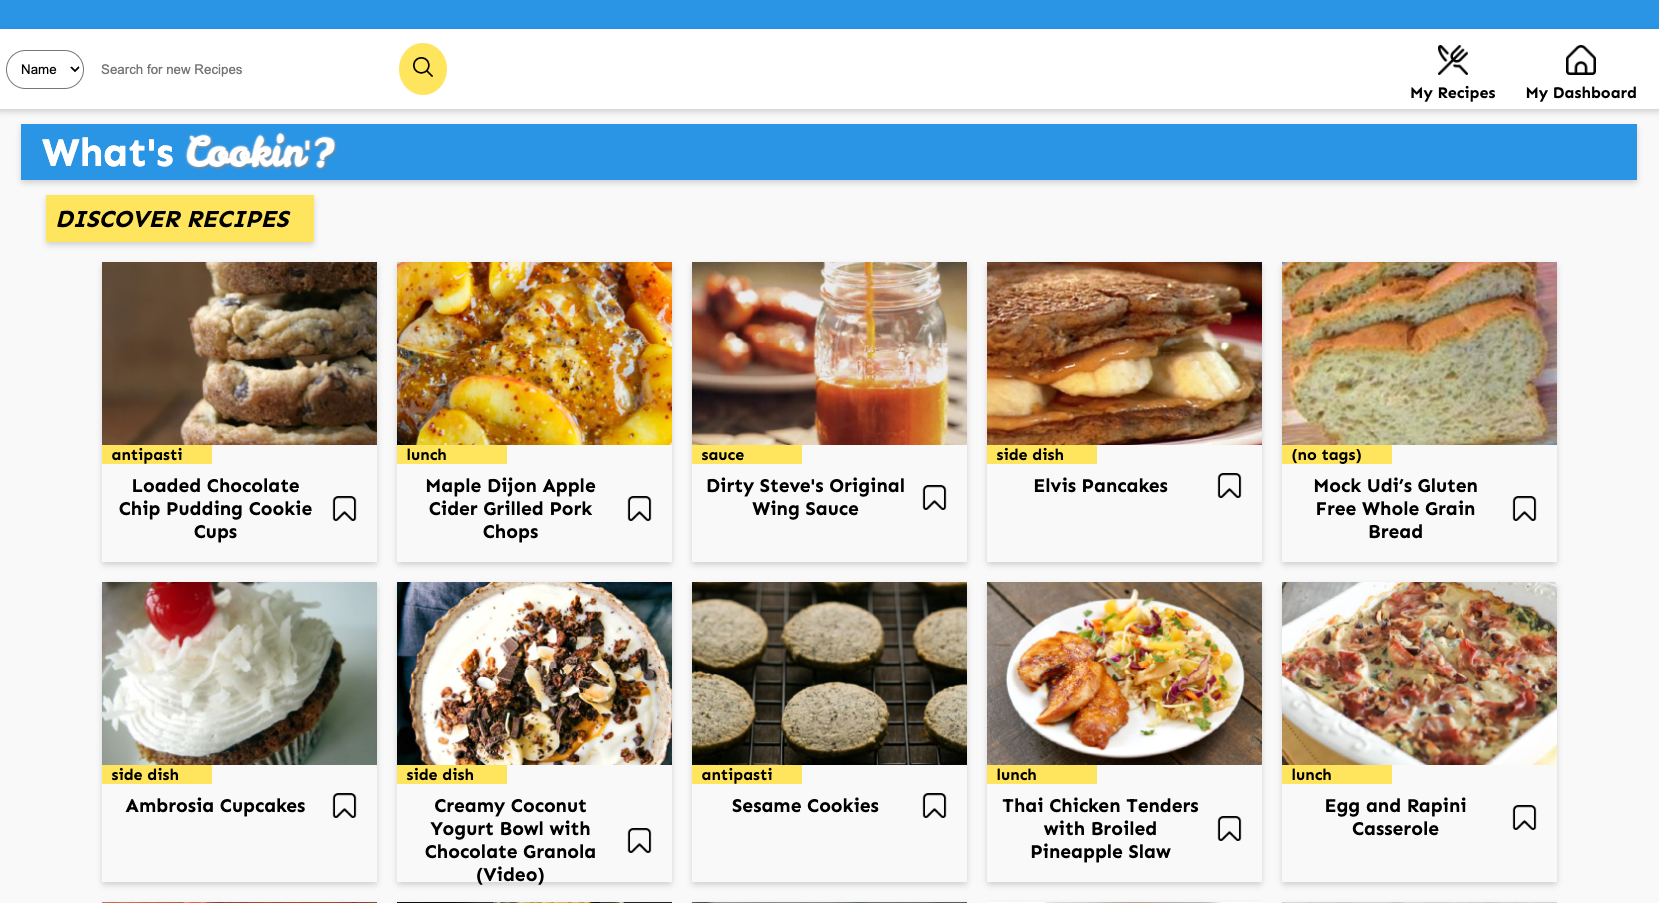 Name
Search for new Recipes
My Recipes
My Dashboard
What's Cookin'?
DISCOVER RECIPES
antipasti
Loaded Chocolate
Chip Pudding Cookie
Cups
lunch
Maple Dijon Apple
Cider Grilled Pork
Chops
sauce
Dirty Steve's Original
Wing Sauce
side dish
Elvis Pancakes
(no tags)
Mock Udi’s Gluten
Free Whole Grain
Bread
side dish
Ambrosia Cupcakes
side dish
Creamy Coconut
Yogurt Bowl with
Chocolate Granola
(Video)
antipasti
Sesame Cookies
lunch
Thai Chicken Tenders
with Broiled
Pineapple Slaw
lunch
Egg and Rapini
Casserole